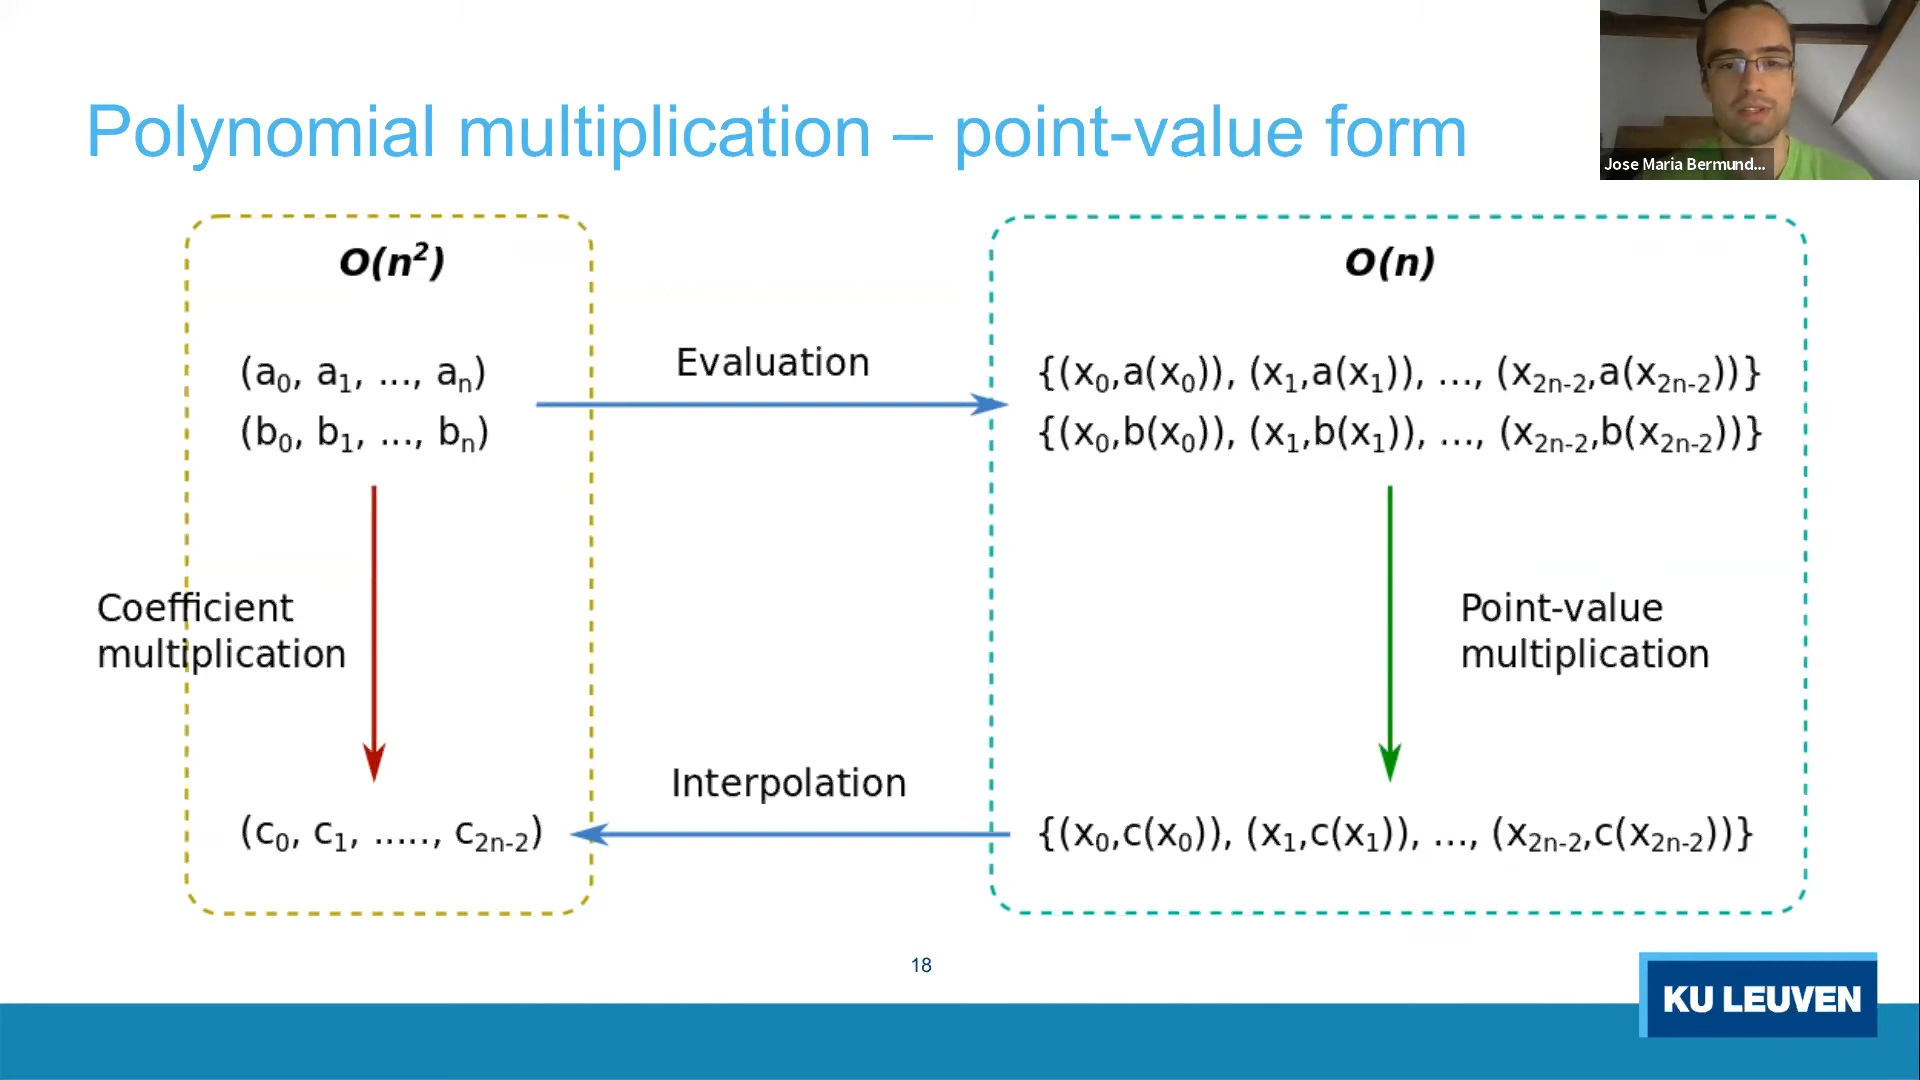 Polynomial multiplication – point-value form
Jose Maria Bermund...
O(n²)
O(n)
(a₀, a₁, ..., aₙ)
(b₀, b₁, ..., bₙ)
Evaluation
{(x₀,a(x₀)), (x₁,a(x₁)), ..., (x₂ₙ₋₂,a(x₂ₙ₋₂))}
{(x₀,b(x₀)), (x₁,b(x₁)), ..., (x₂ₙ₋₂,b(x₂ₙ₋₂))}
Coefficient
multiplication
Point-value
multiplication
Interpolation
(c₀, c₁, ....., c₂ₙ₋₂)
{(x₀,c(x₀)), (x₁,c(x₁)), ..., (x₂ₙ₋₂,c(x₂ₙ₋₂))}
18
KU LEUVEN